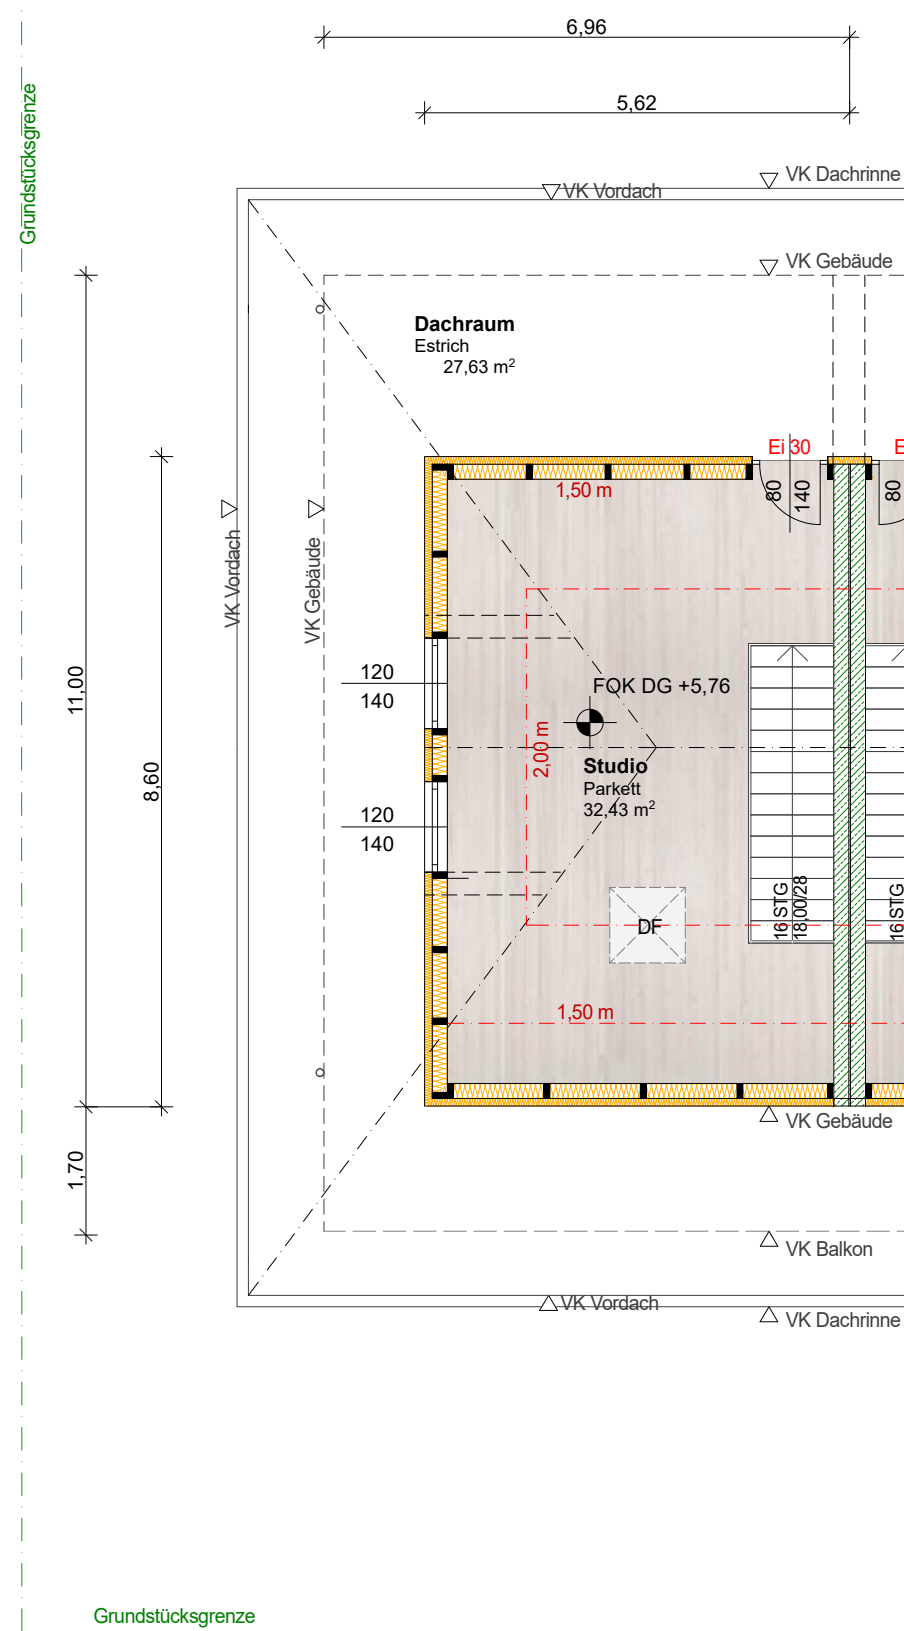 6,96
5,62
Grundstücksgrenze
VK Dachrinne
VK Vordach
VK Gebäude
Dachraum
Estrich
27,63 m²
Ei 30
E
1,50 m
80
140
80
VK Vordach
VK Gebäude
11,00
8,60
120
140
FOK DG +5,76
2,00 m
Studio
Parkett
32,43 m²
120
140
16 STG
18,00/28
16 STG
DF
1,50 m
VK Gebäude
1,70
VK Balkon
VK Vordach
VK Dachrinne
Grundstücksgrenze